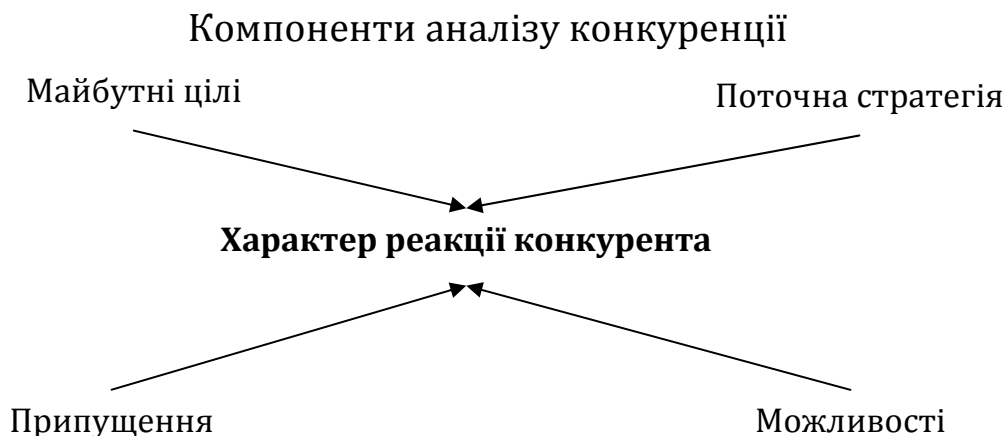 Компоненти аналізу конкуренції
Майбутні цілі
Поточна стратегія
Характер реакції конкурента
Припущення
Можливості